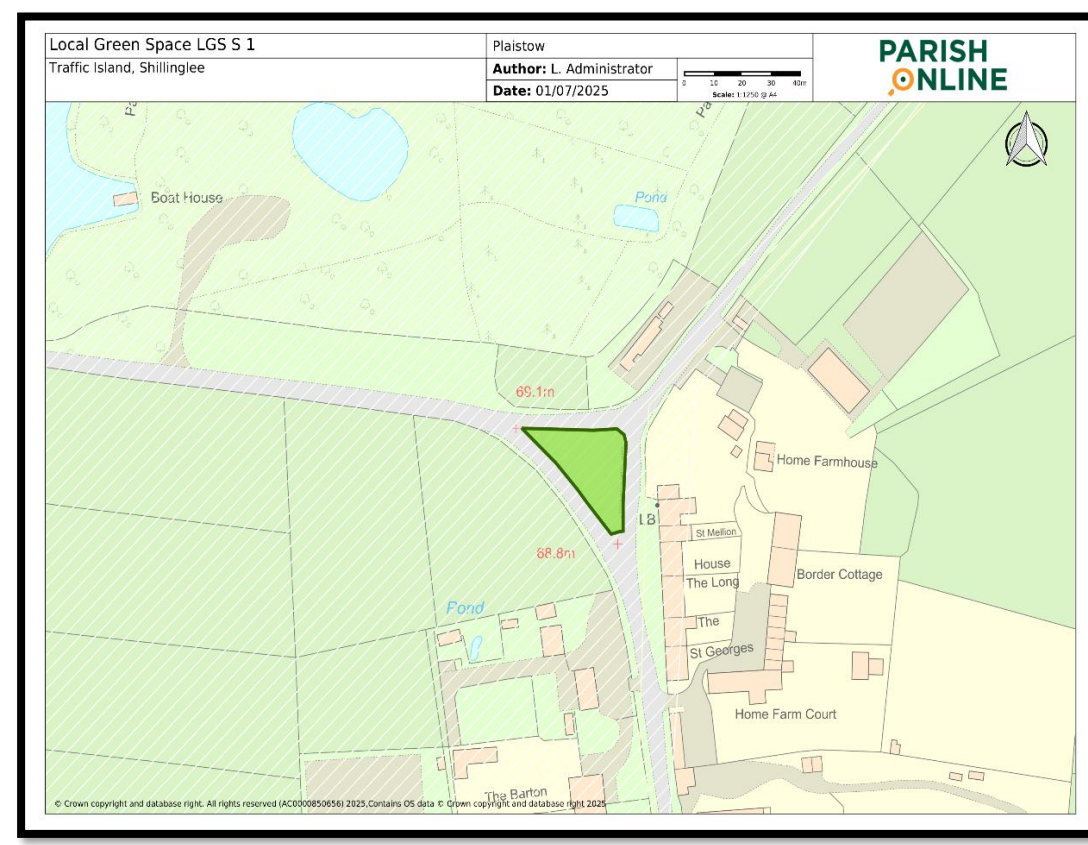 Local Green Space LGS S 1
Plaistow
Traffic Island, Shillinglee
Author: L. Administrator
Date: 01/07/2025
0 10 20 30 40m
Scale: 1:1250 @ A4
PARISH
ONLINE
Pa
Pa
Boat House
Pond
69.1m
Home Farmhouse
LB
St Mellion
68.8m
House
The Long
Border Cottage
Pond
The
St Georges
Home Farm Court
The Barton
© Crown copyright and database right. All rights reserved (AC0000850656) 2025,Contains OS data © Crown copyright and database right 2025